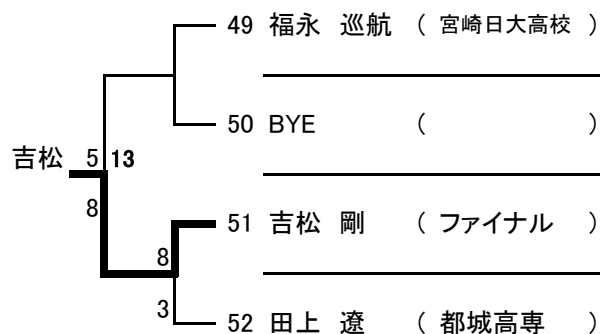 49 福永 巡航 ( 宮崎日大高校 )
50 BYE ( )
吉松 5 13
8
51 吉松 剛 ( ファイナル )
8
3
52 田上 遼 ( 都城高専 )